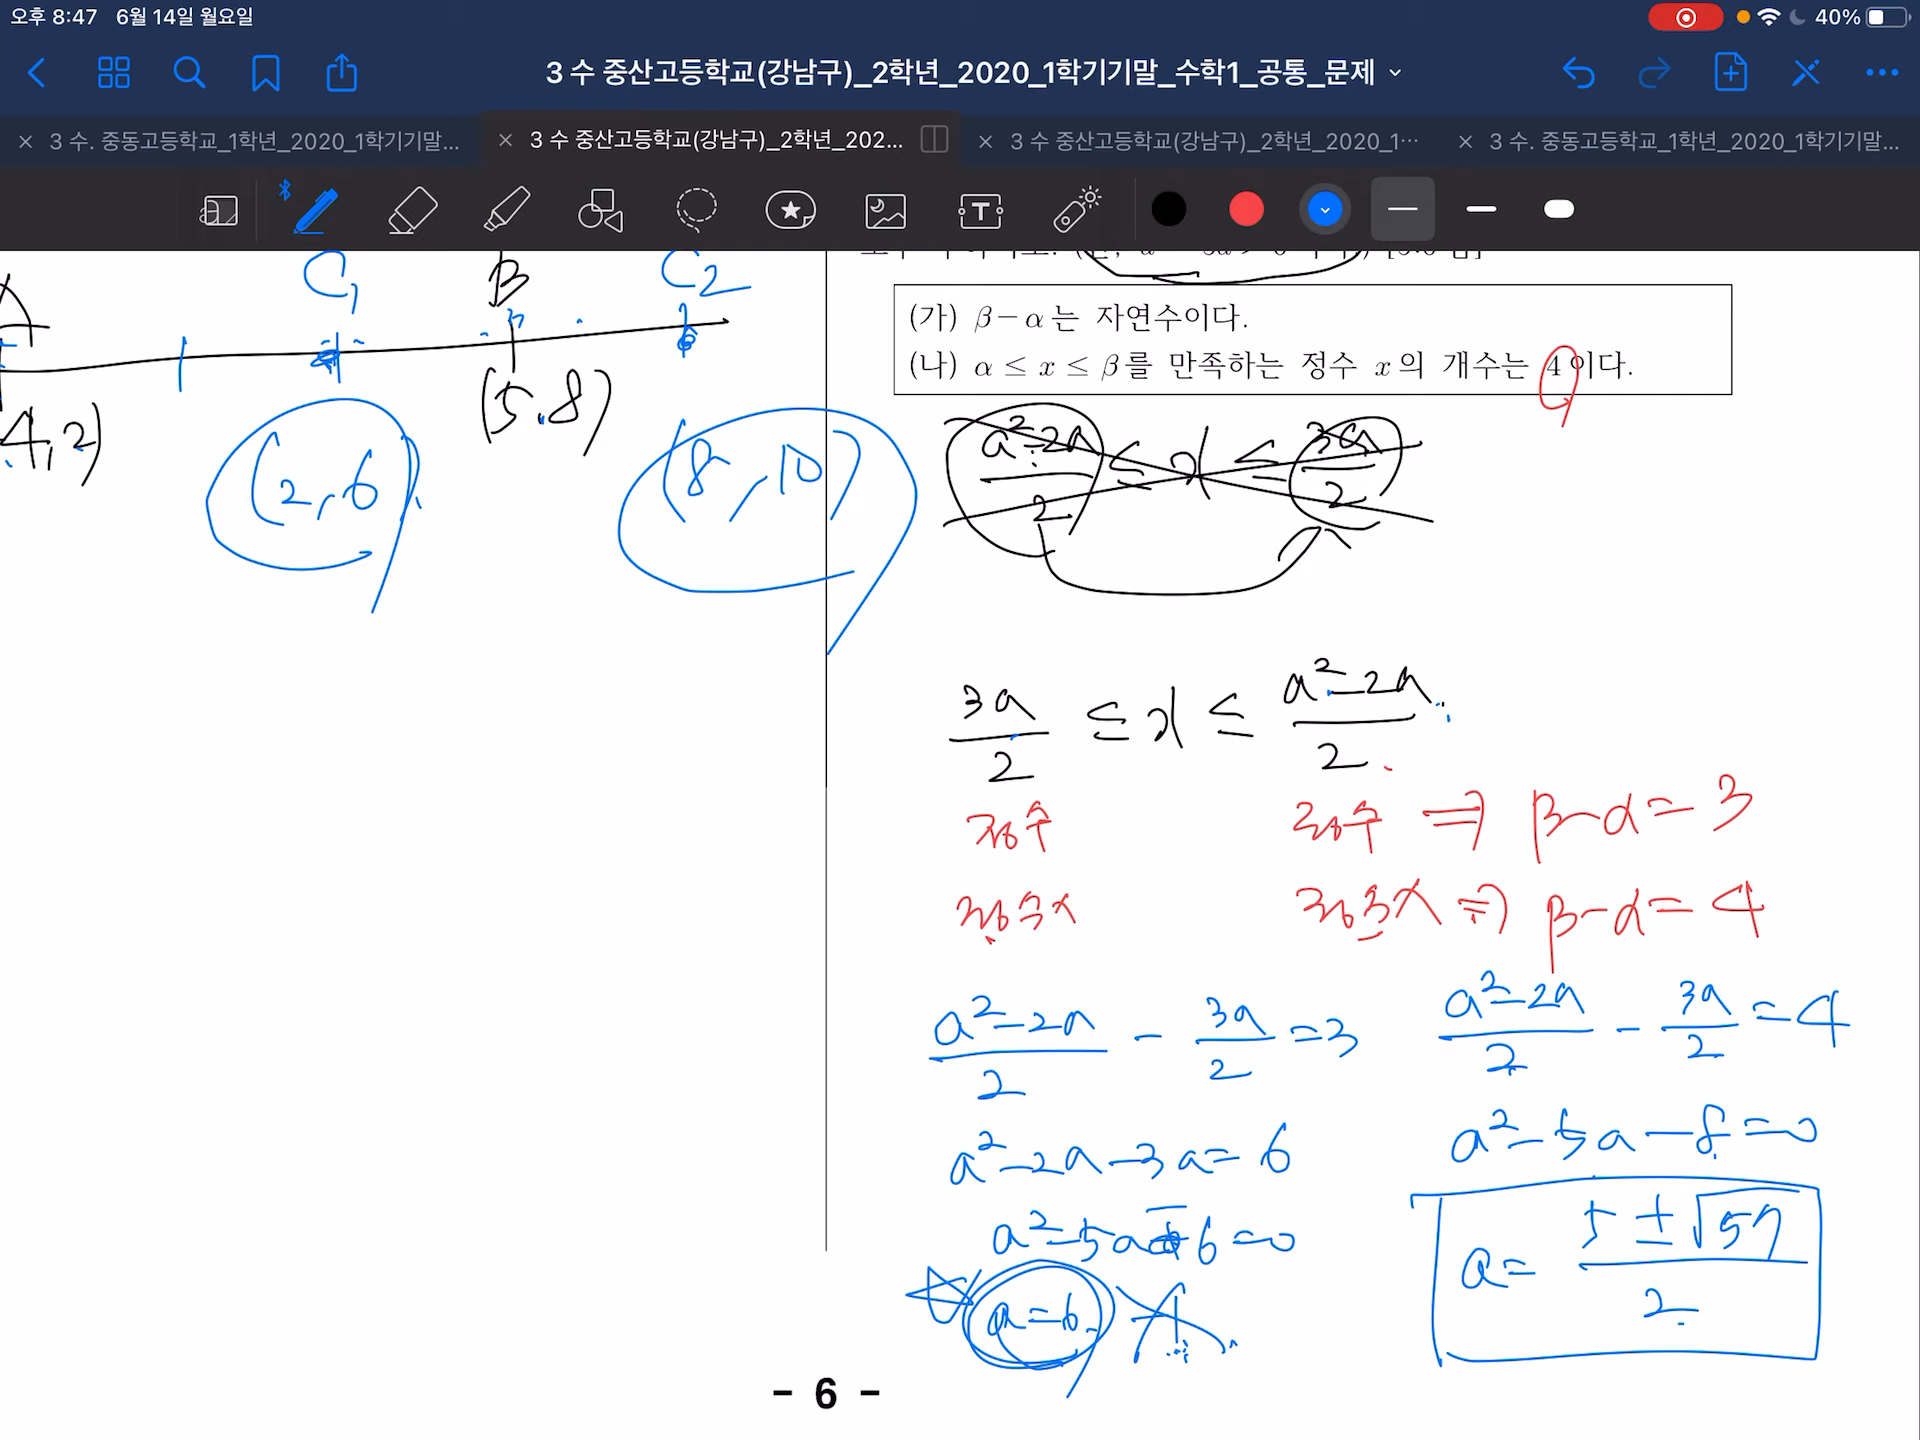 오후 8:47 6월 14일 월요일
40%
3 수 중산고등학교(강남구)_2학년_2020_1학기기말_수학1_공통_문제
3 수. 중동고등학교_1학년_2020_1학기기말...
3 수 중산고등학교(강남구)_2학년_202...
3 수 중산고등학교(강남구)_2학년_2020_1...
3 수. 중동고등학교_1학년_2020_1학기기말...
A C₁ B C₂
4,2)
(5.8)
(2,6)
(8,10)
(가) β-α는 자연수이다.
(나) α ≤ x ≤ β를 만족하는 정수 x의 개수는 4이다.
(a²-2a)/2 ≤ x ≤ 3a/2
3a/2 ≤ x ≤ (a²-2a)/2
정수 정수 ⇒ β-α=3
정수x 정수x ⇒ β-α=4
(a²-2a)/2 - 3a/2 =3
a²-2a-3a=6
a²-5a-6=0
a=6
(a²-2a)/2 - 3a/2 =4
a²-5a-8=0
a= (5±√57)/2
- 6 -